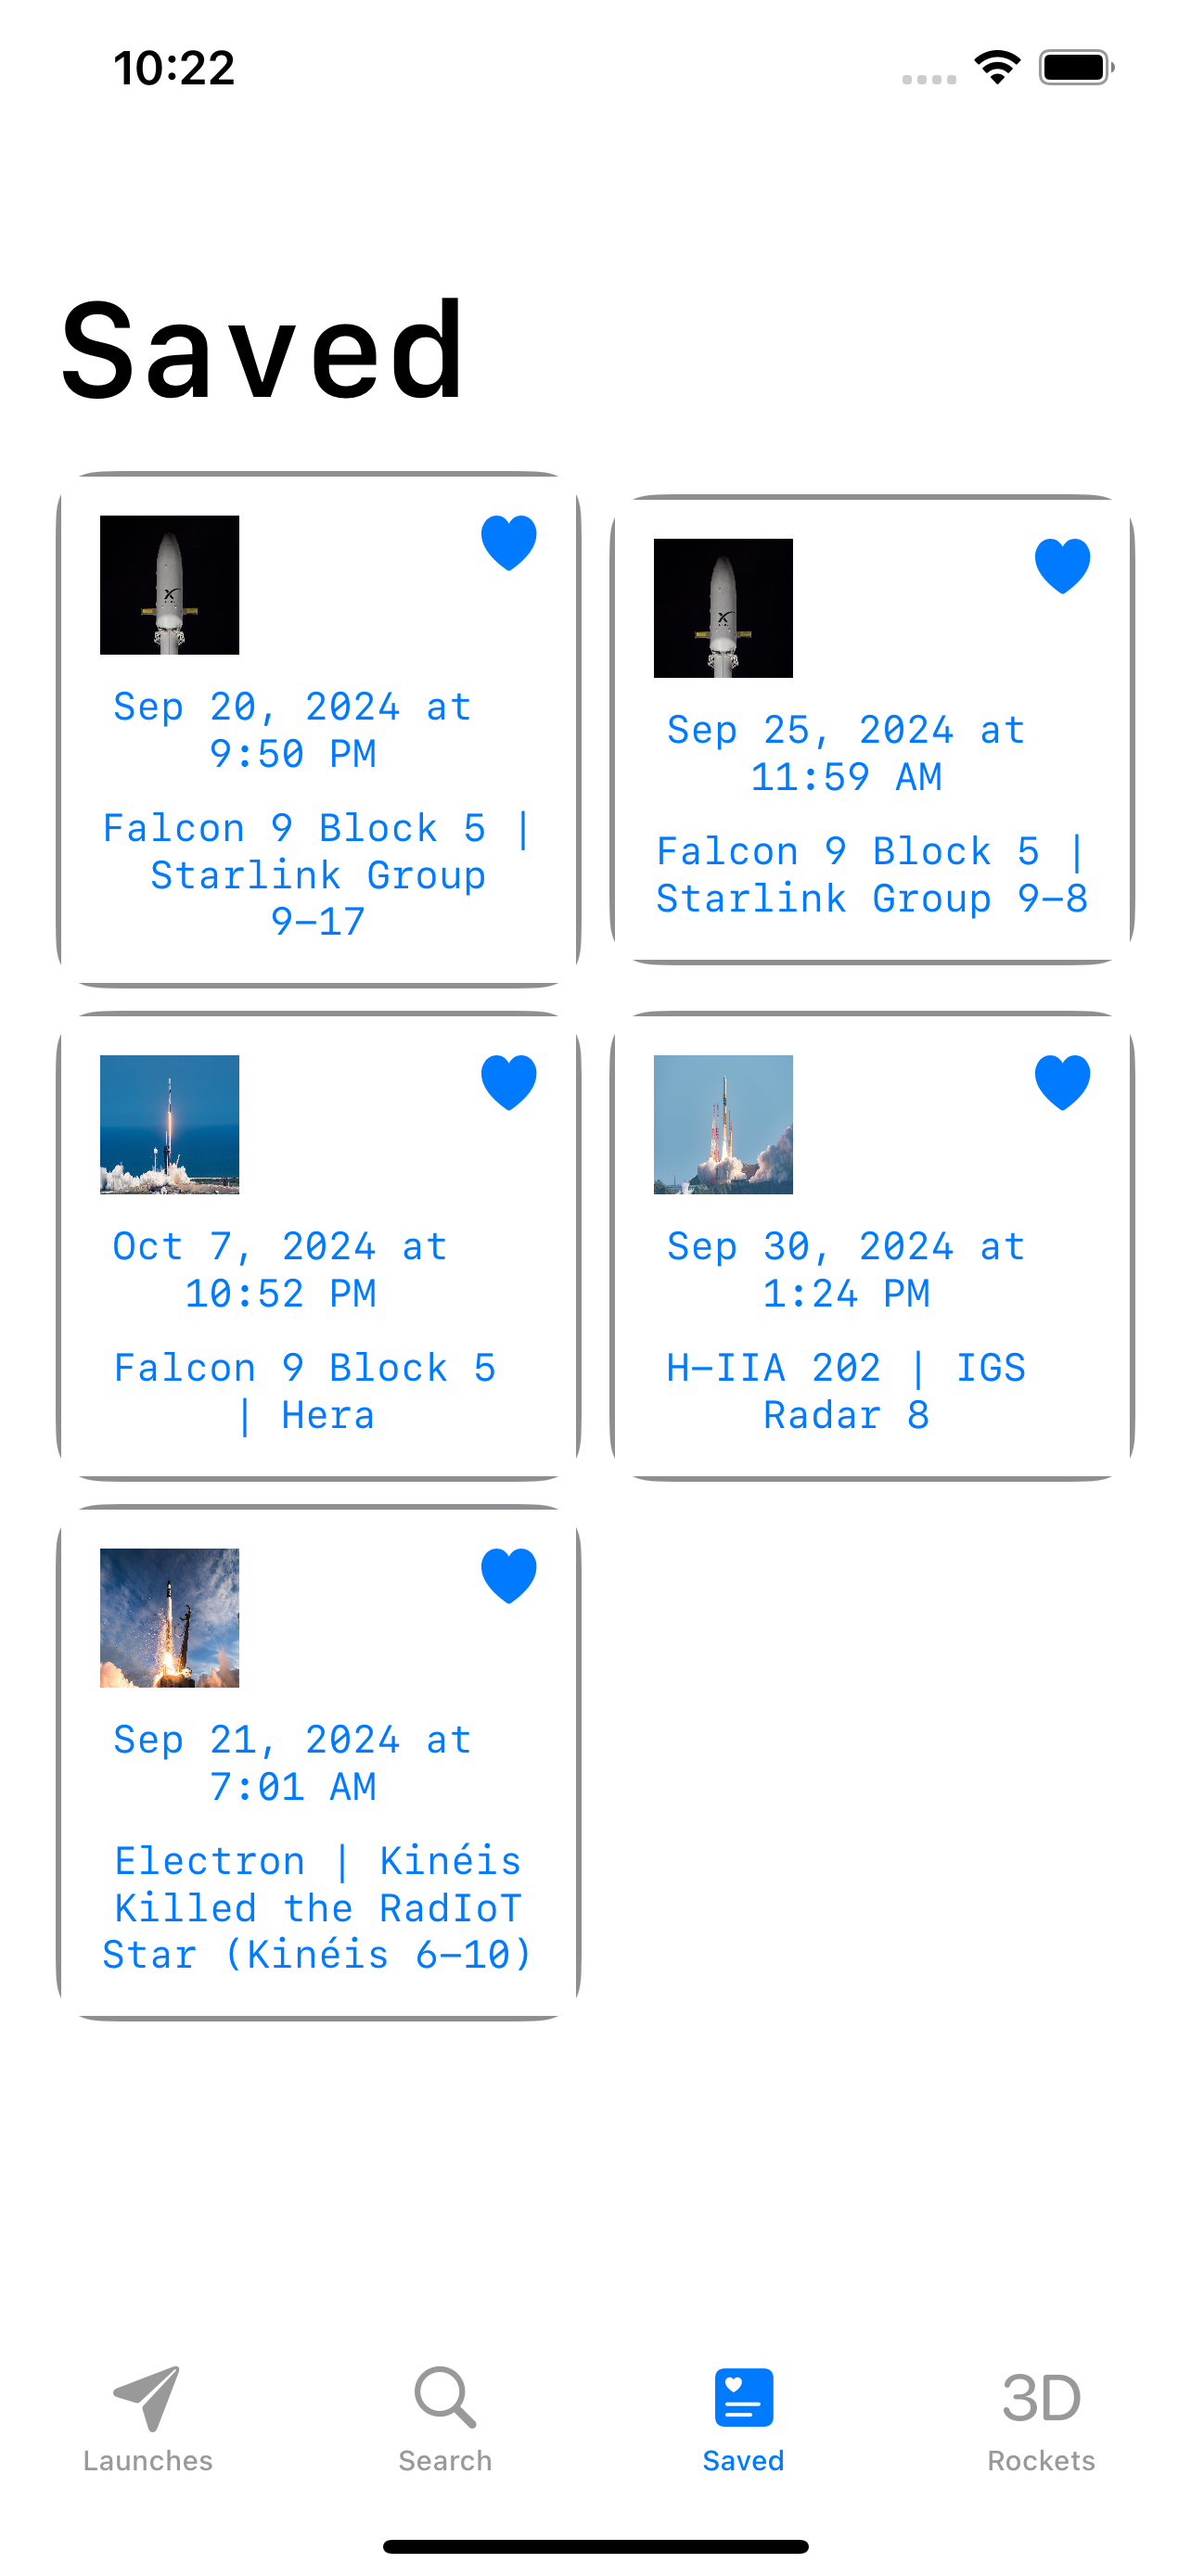 10:22
Saved
Sep 20, 2024 at
9:50 PM
Falcon 9 Block 5 |
Starlink Group
9-17
Sep 25, 2024 at
11:59 AM
Falcon 9 Block 5 |
Starlink Group 9-8
Oct 7, 2024 at
10:52 PM
Falcon 9 Block 5
| Hera
Sep 30, 2024 at
1:24 PM
H-IIA 202 | IGS
Radar 8
Sep 21, 2024 at
7:01 AM
Electron | Kinéis
Killed the RadIoT
Star (Kinéis 6-10)
Launches
Search
Saved
3D
Rockets